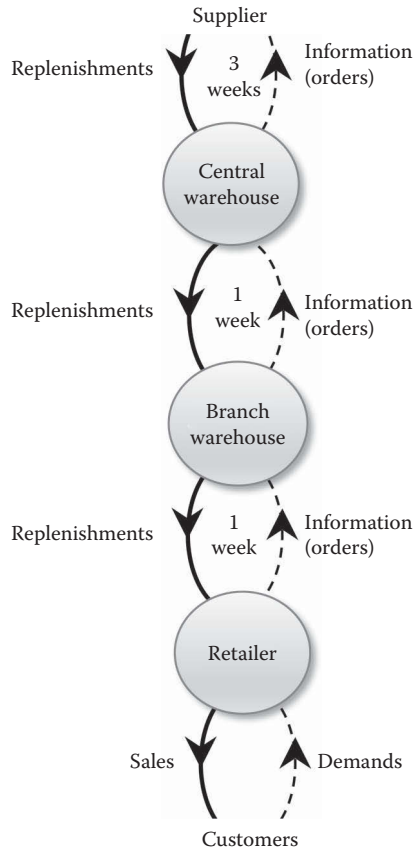 Supplier
Replenishments
3
weeks
Information
(orders)
Central
warehouse
Replenishments
1
week
Information
(orders)
Branch
warehouse
Replenishments
1
week
Information
(orders)
Retailer
Sales
Demands
Customers